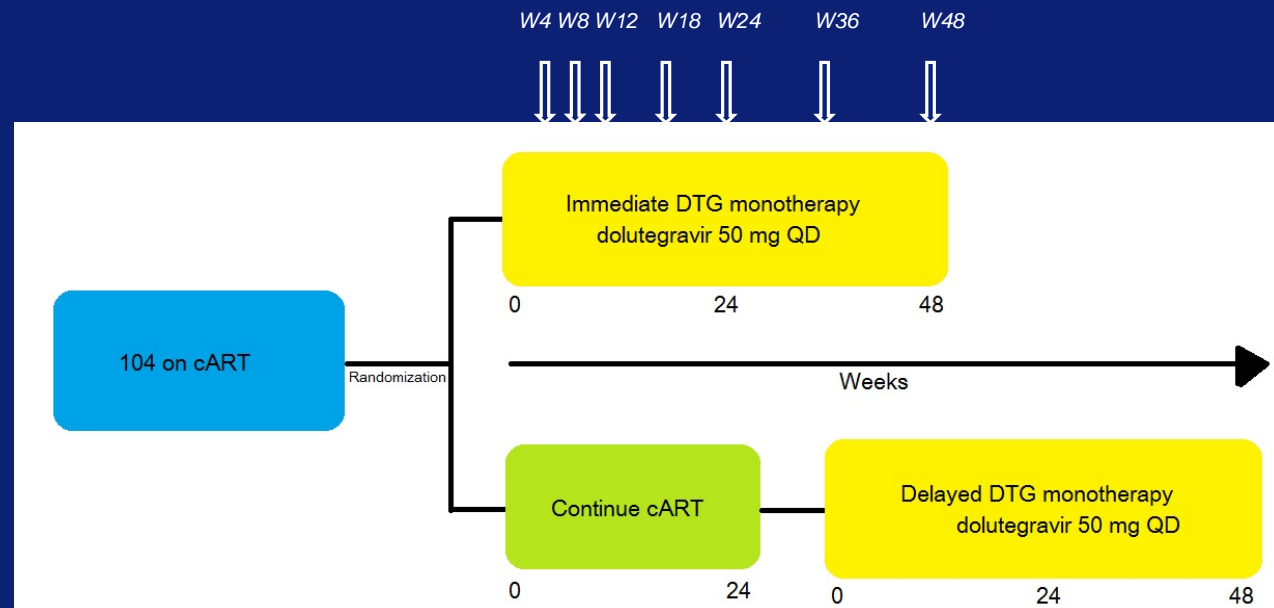 W4 W8 W12 W18 W24 W36 W48
Immediate DTG monotherapy
dolutegravir 50 mg QD
0 24 48
104 on cART
Randomization
Weeks
Continue cART
0 24
Delayed DTG monotherapy
dolutegravir 50 mg QD
0 24 48